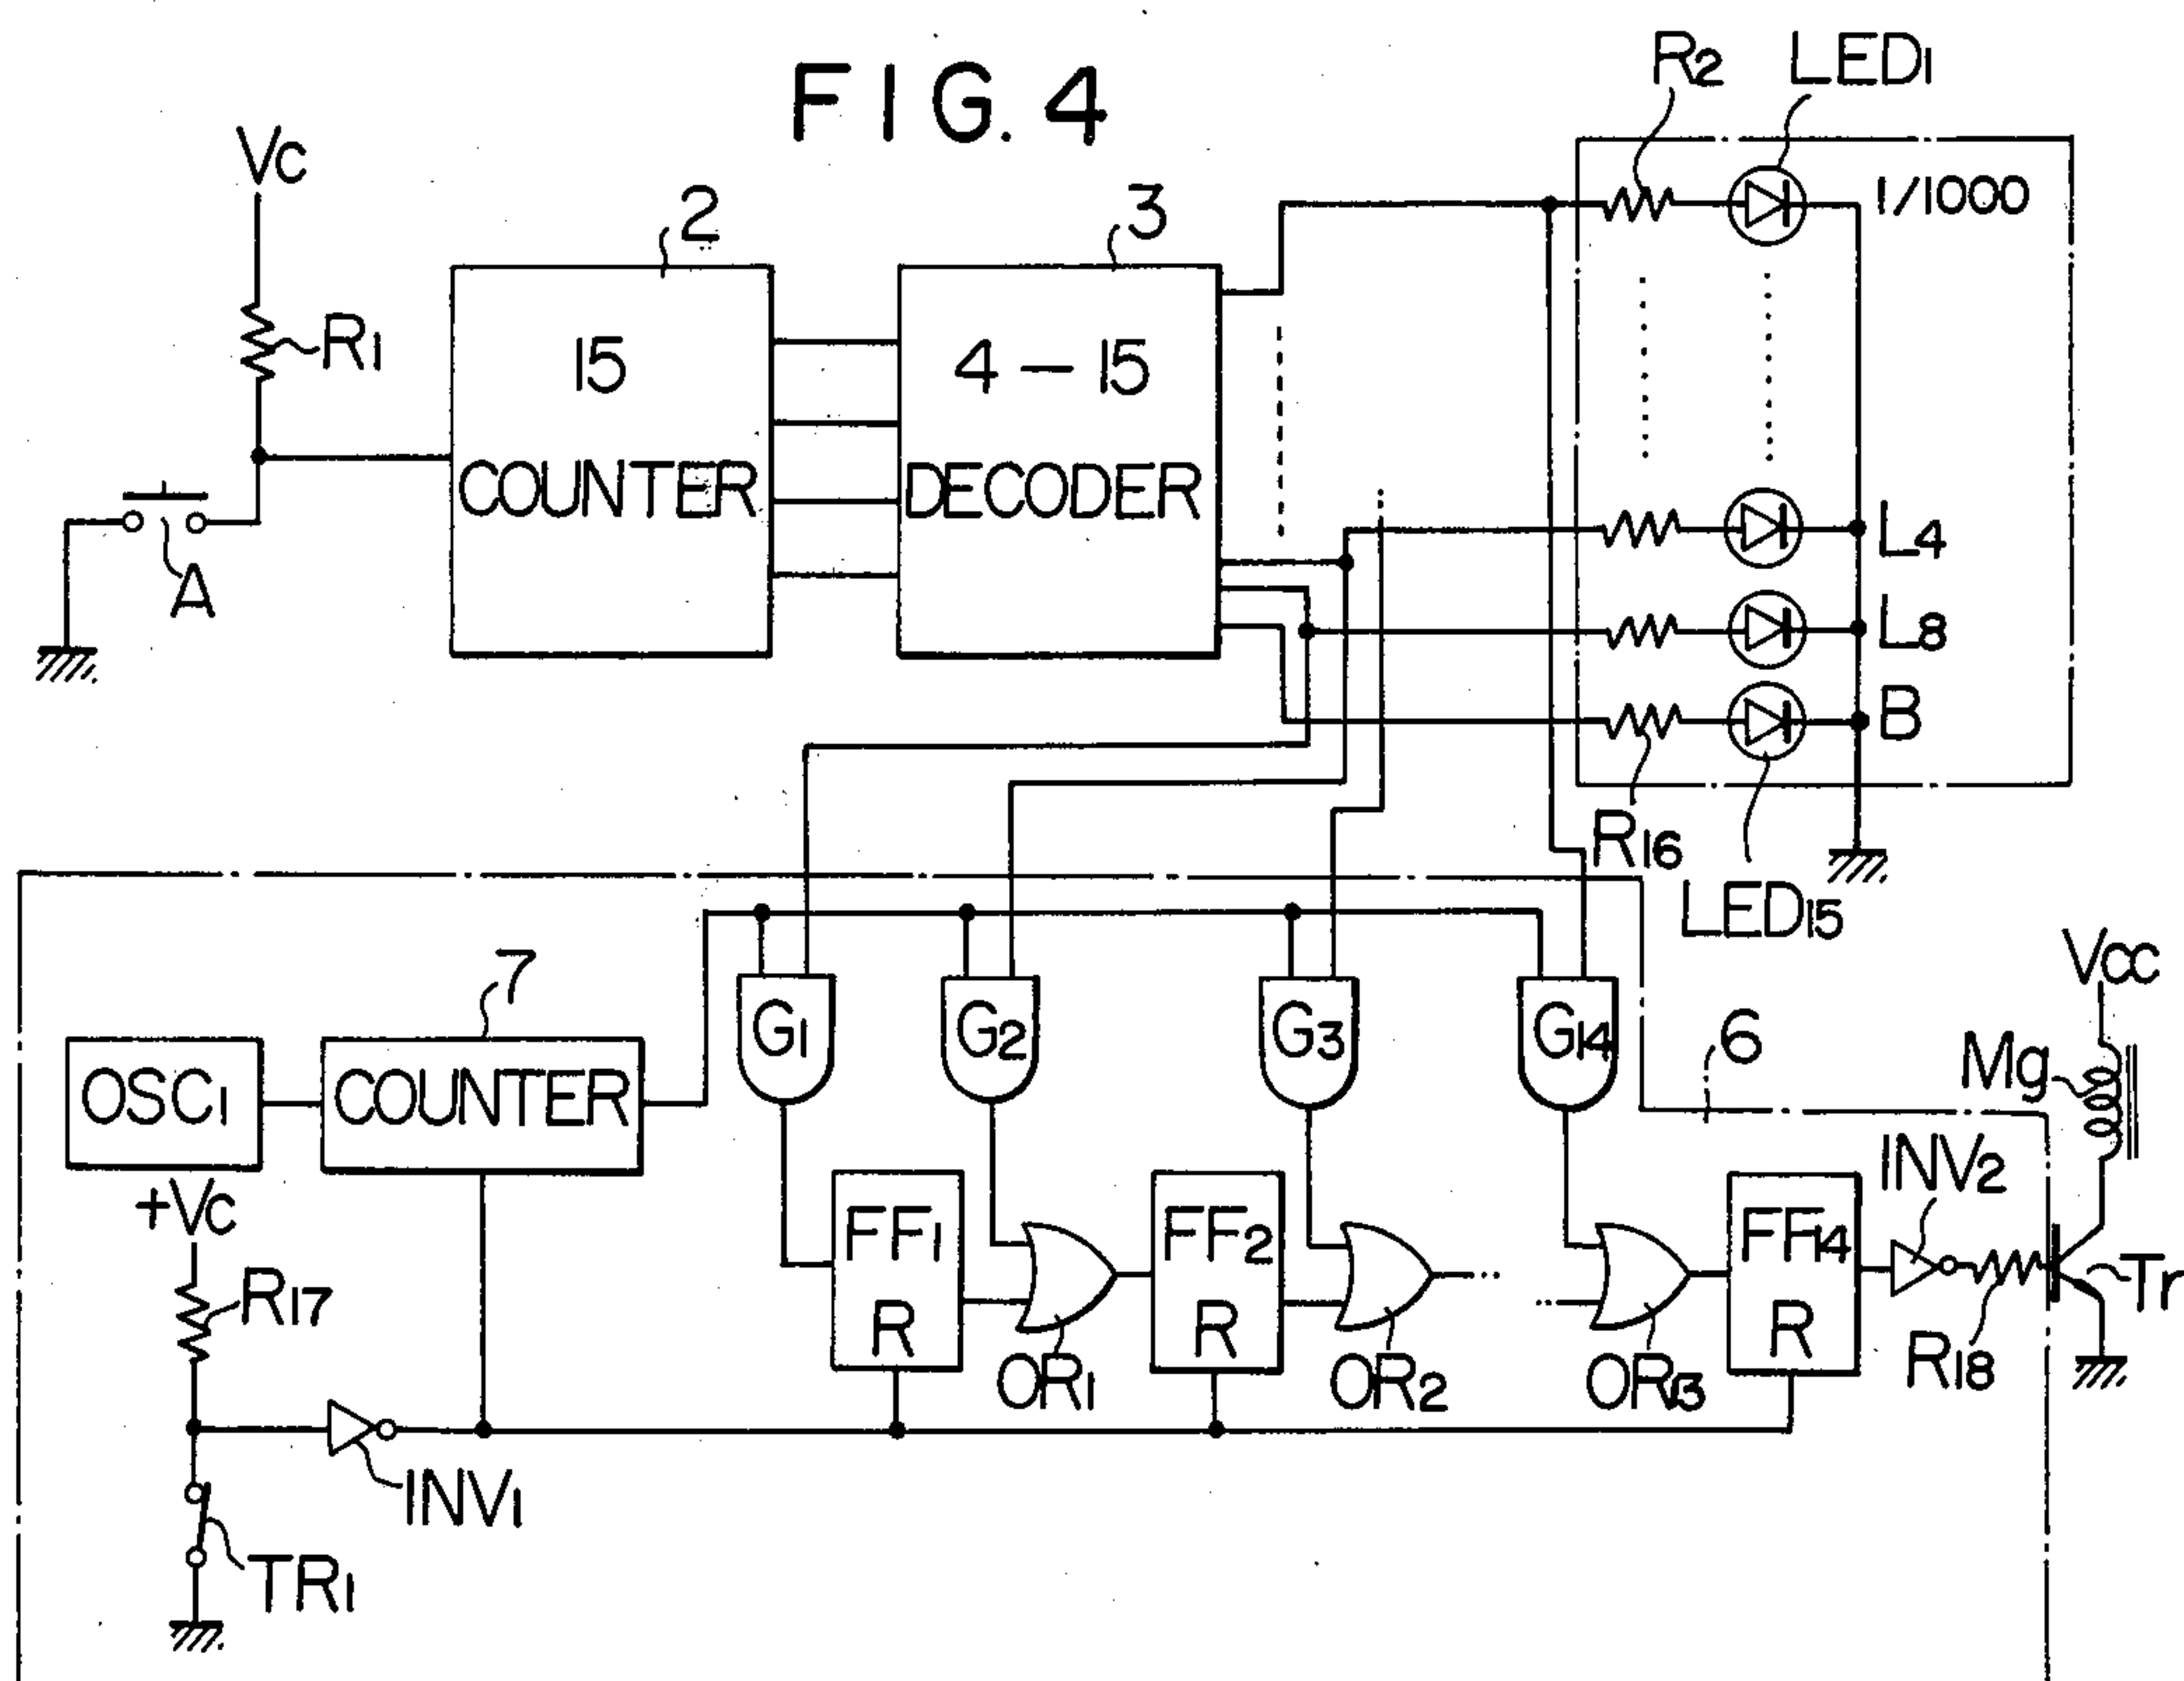 FIG. 4
R2
LED1
Vc
2
3
1/1000
R1
15
COUNTER
4-15
DECODER
A
L4
L8
B
R16
LED15
7
G1
G2
G3
G14
6
Vcc
Mg
OSC1
COUNTER
+Vc
R17
FF1
R
OR1
FF2
R
OR2
OR13
FF14
R
INV2
R18
Tr
INV1
TR1